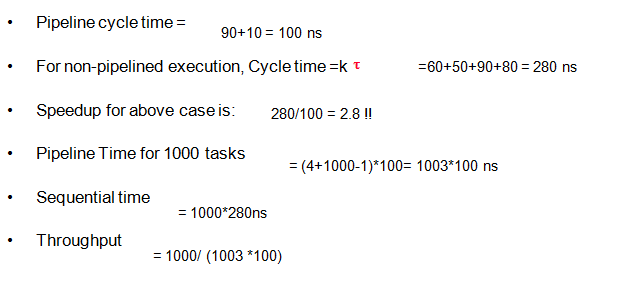 • Pipeline cycle time =
90+10 = 100 ns
• For non-pipelined execution, Cycle time =k τ =60+50+90+80 = 280 ns
• Speedup for above case is: 280/100 = 2.8 !!
• Pipeline Time for 1000 tasks
= (4+1000-1)*100= 1003*100 ns
• Sequential time
= 1000*280ns
• Throughput
= 1000/ (1003 *100)